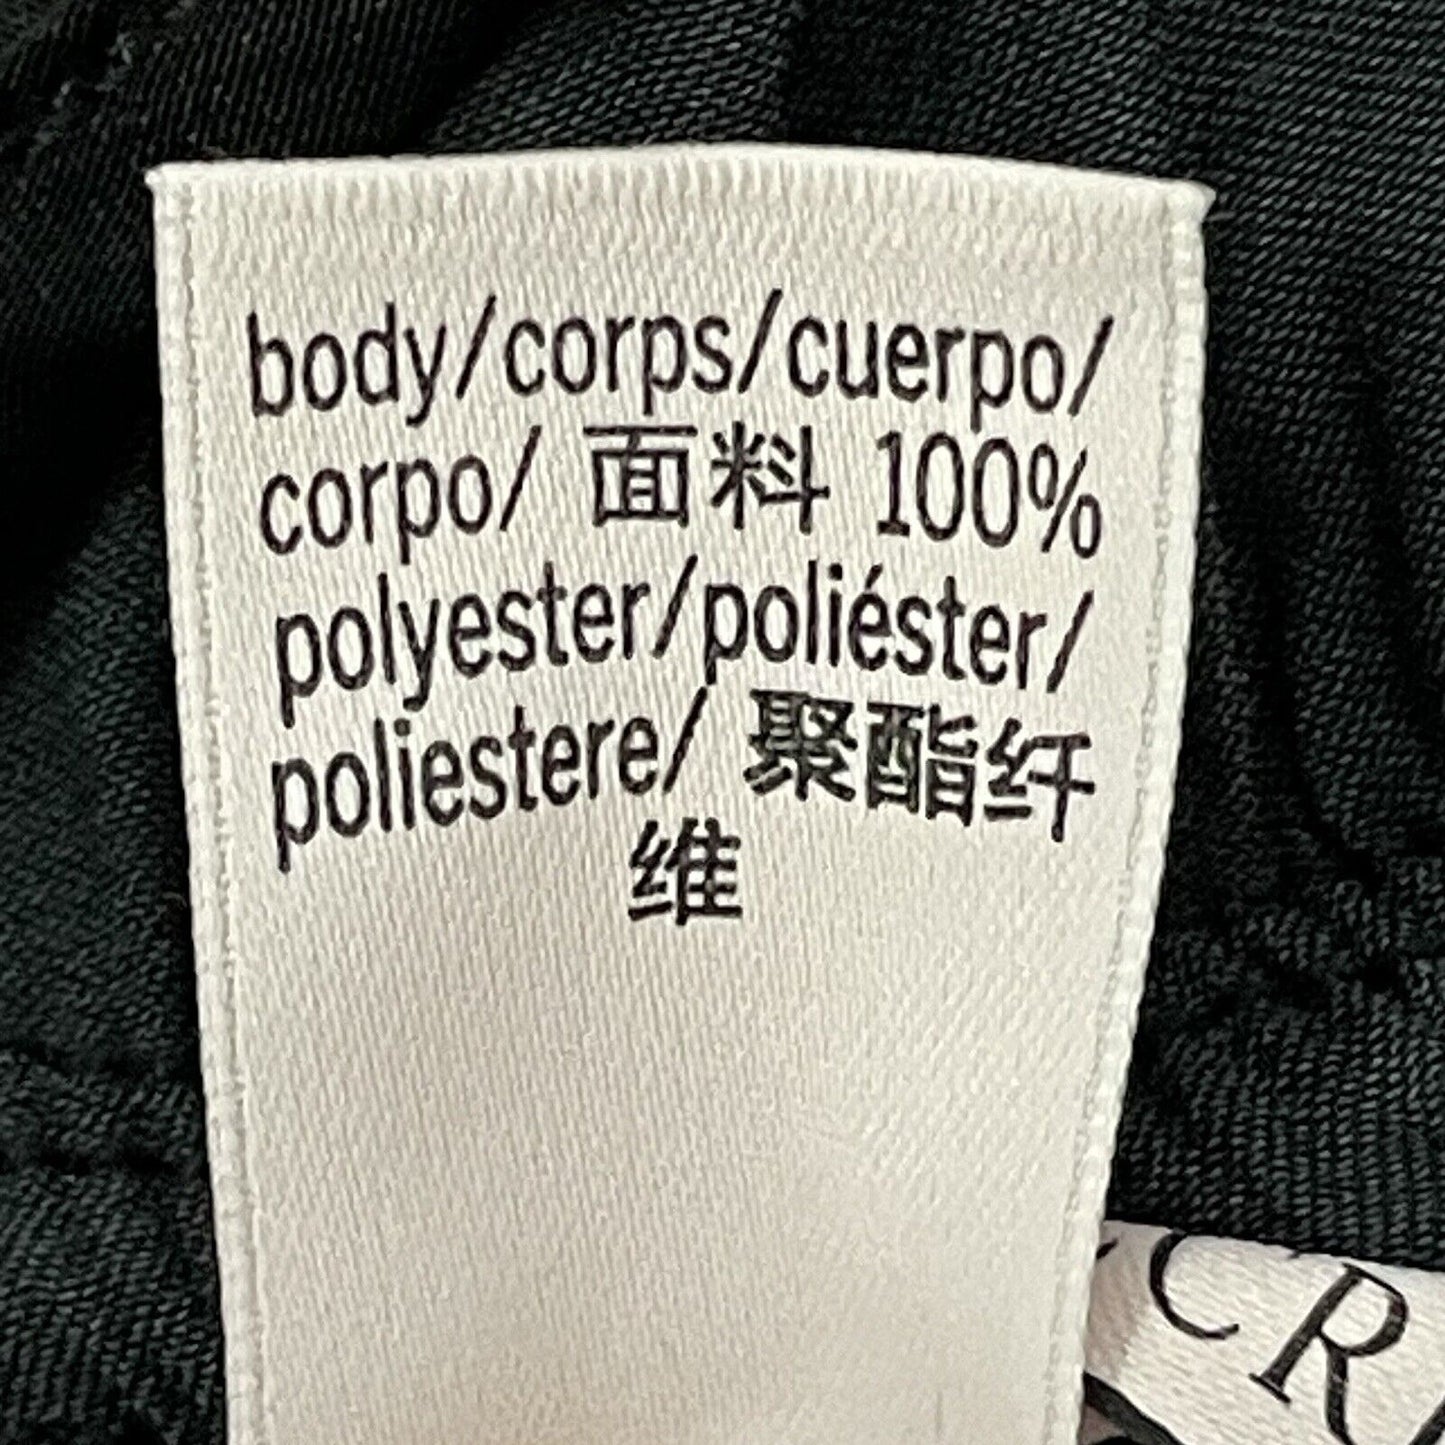 body/corps/cuerpo/
corpo/ 面料 100%
polyester/poliéster/
poliestere/ 聚酯纤
维